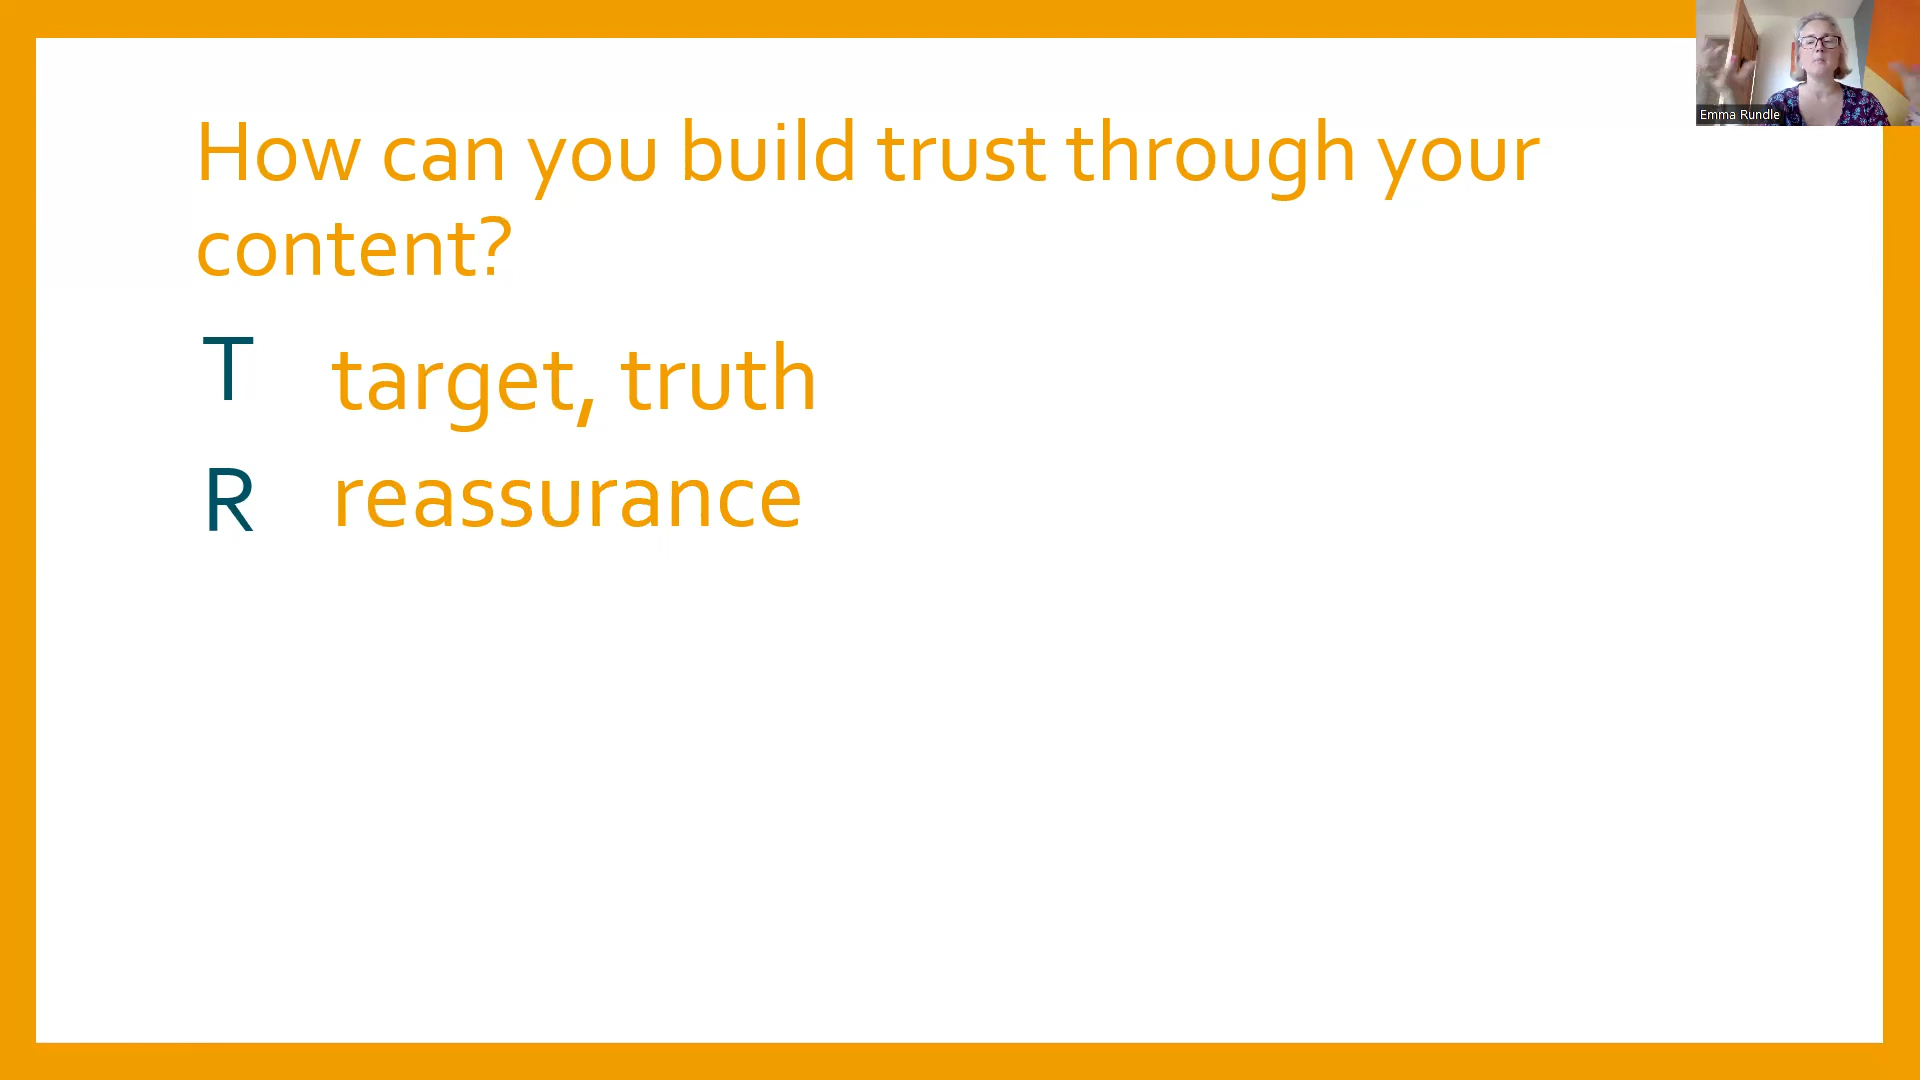 How can you build trust through your
content?
T target, truth
R reassurance
Emma Rundle